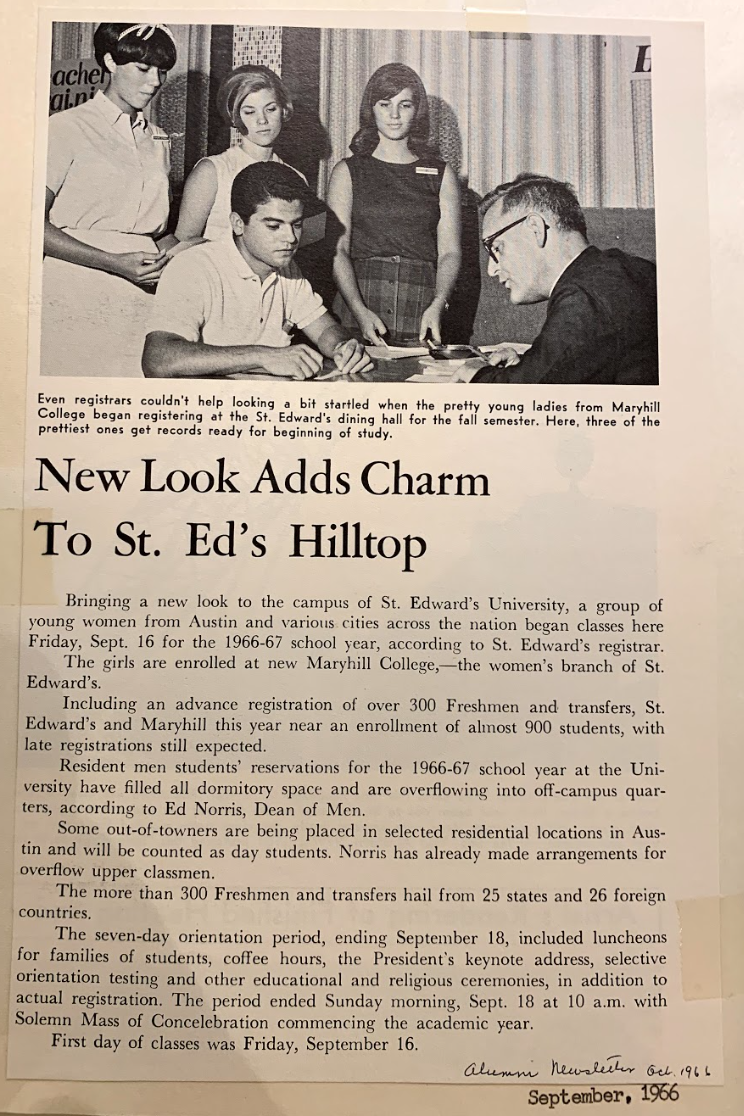 acher
Even registrars couldn't help looking a bit startled when the pretty young ladies from Maryhill
College began registering at the St. Edward's dining hall for the fall semester. Here, three of the
prettiest ones get records ready for beginning of study.
New Look Adds Charm
To St. Ed's Hilltop
Bringing a new look to the campus of St. Edward's University, a group of
young women from Austin and various cities across the nation began classes here
Friday, Sept. 16 for the 1966-67 school year, according to St. Edward's registrar.
The girls are enrolled at new Maryhill College,—the women's branch of St.
Edward's.
Including an advance registration of over 300 Freshmen and transfers, St.
Edward's and Maryhill this year near an enrollment of almost 900 students, with
late registrations still expected.
Resident men students' reservations for the 1966-67 school year at the Uni-
versity have filled all dormitory space and are overflowing into off-campus quar-
ters, according to Ed Norris, Dean of Men.
Some out-of-towners are being placed in selected residential locations in Aus-
tin and will be counted as day students. Norris has already made arrangements for
overflow upper classmen.
The more than 300 Freshmen and transfers hail from 25 states and 26 foreign
countries.
The seven-day orientation period, ending September 18, included luncheons
for families of students, coffee hours, the President's keynote address, selective
orientation testing and other educational and religious ceremonies, in addition to
actual registration. The period ended Sunday morning, Sept. 18 at 10 a.m. with
Solemn Mass of Concelebration commencing the academic year.
First day of classes was Friday, September 16.
Alumni Newsletter Oct. 1966
September, 1966